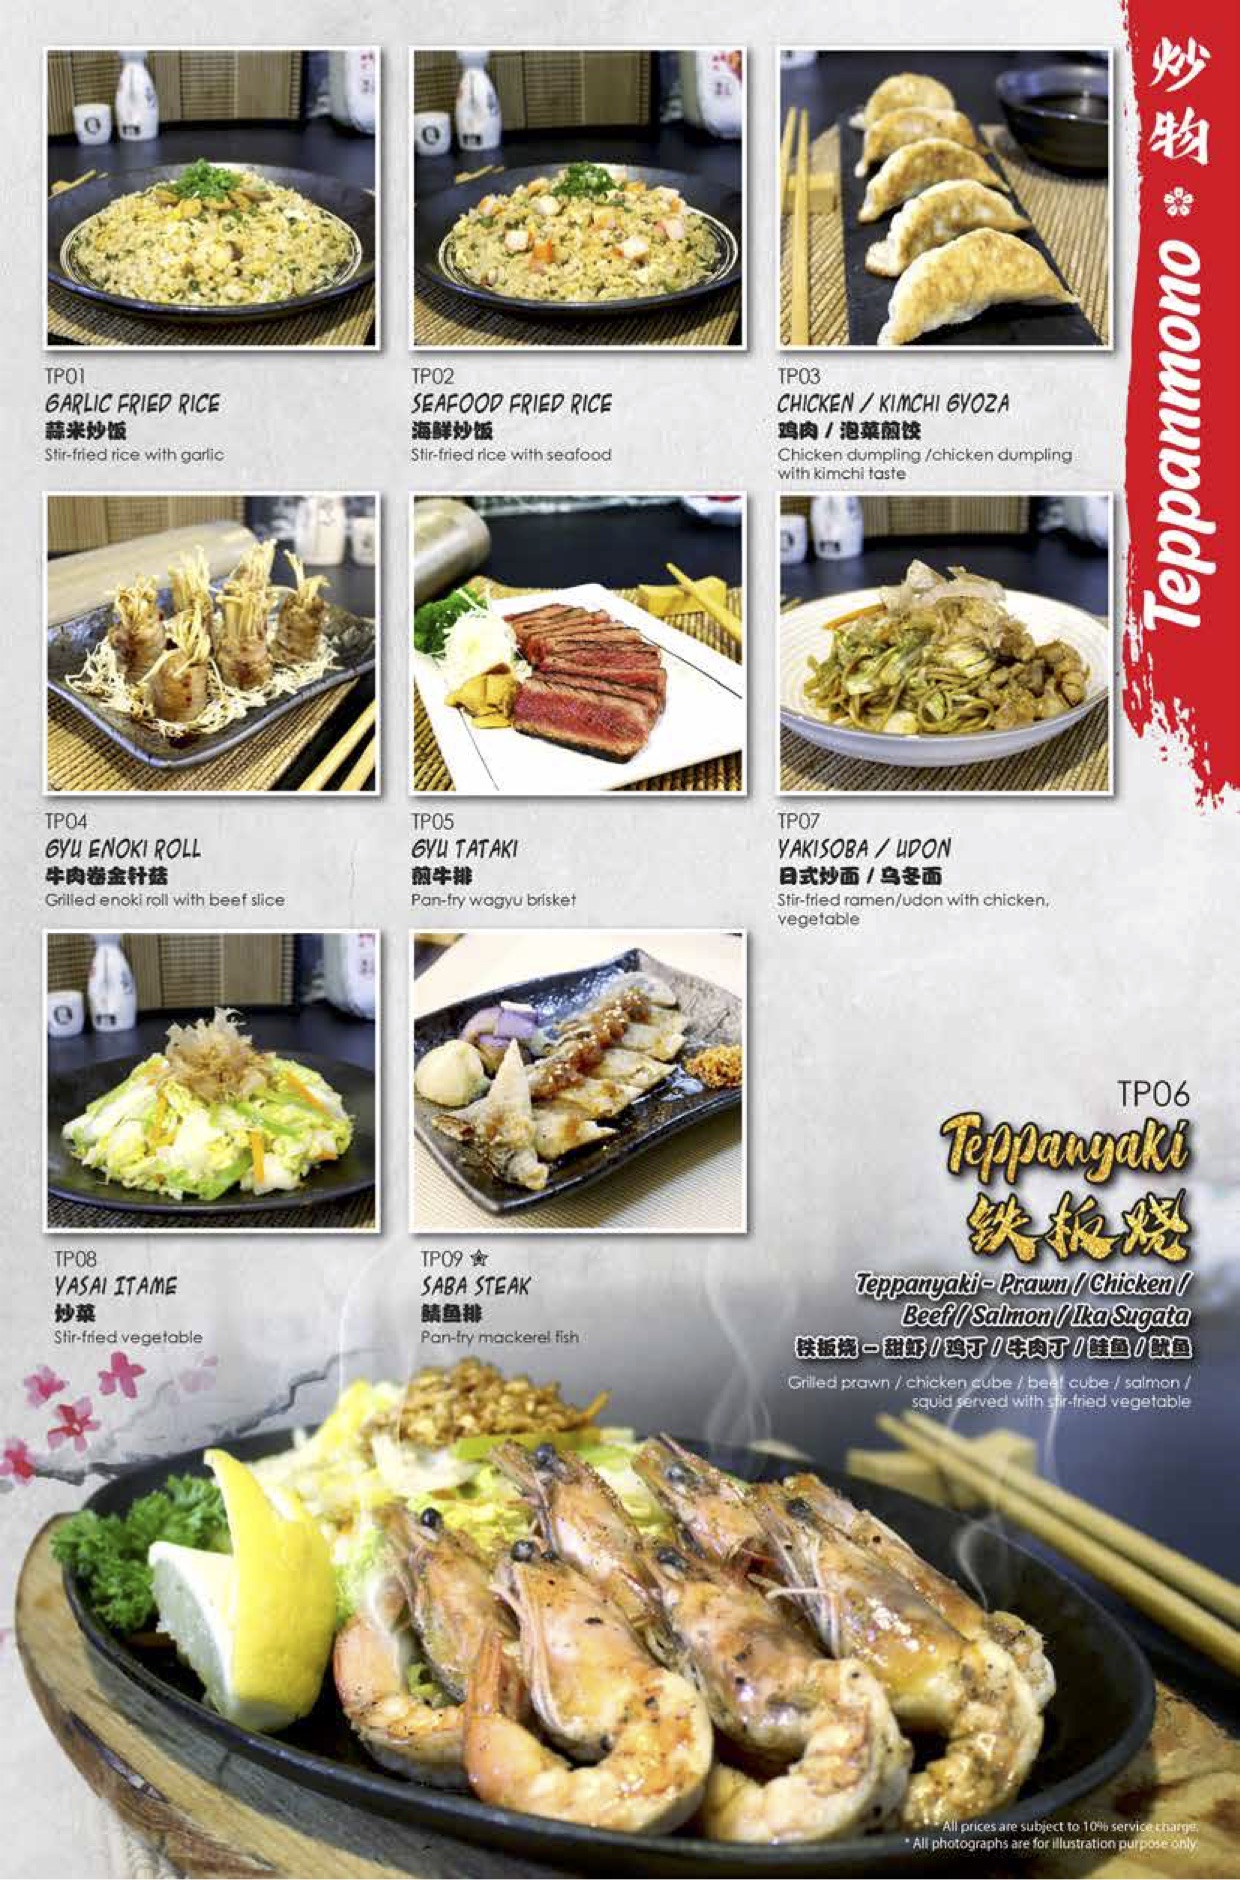 炒物
Teppanmono
TP01
GARLIC FRIED RICE
蒜米炒饭
Stir-fried rice with garlic
TP02
SEAFOOD FRIED RICE
海鲜炒饭
Stir-fried rice with seafood
TP03
CHICKEN / KIMCHI GYOZA
鸡肉 / 泡菜煎饺
Chicken dumpling /chicken dumpling
with kimchi taste
TP04
GYU ENOKI ROLL
牛肉卷金针菇
Grilled enoki roll with beef slice
TP05
GYU TATAKI
煎牛排
Pan-fry wagyu brisket
TP07
YAKISOBA / UDON
日式炒面 / 乌冬面
Stir-fried ramen/udon with chicken,
vegetable
TP08
YASAI ITAME
炒菜
Stir-fried vegetable
TP09
SABA STEAK
鲭鱼排
Pan-fry mackerel fish
TP06
Teppanyaki
铁板烧
Teppanyaki - Prawn / Chicken /
Beef / Salmon / Ika Sugata
铁板烧 - 甜虾 / 鸡丁 / 牛肉丁 / 鲑鱼 / 鱿鱼
Grilled prawn / chicken cube / beef cube / salmon /
squid served with stir-fried vegetable
* All prices are subject to 10% service charge.
* All photographs are for illustration purpose only.